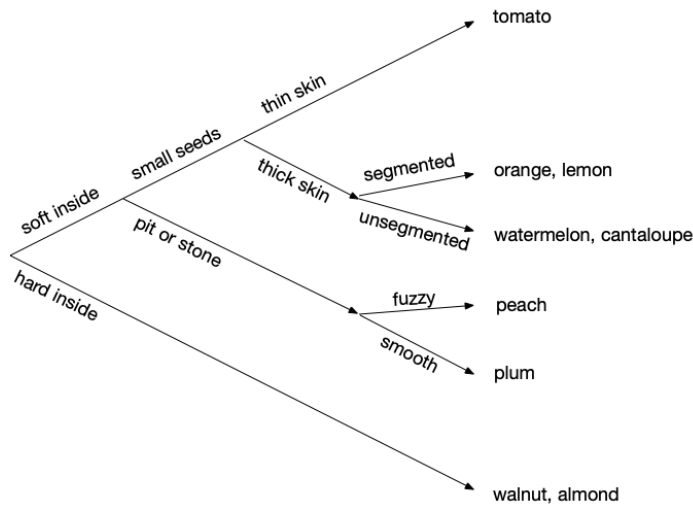 tomato
thin skin
small seeds
segmented
orange, lemon
thick skin
soft inside
unsegmented
watermelon, cantaloupe
pit or stone
hard inside
fuzzy
peach
smooth
plum
walnut, almond